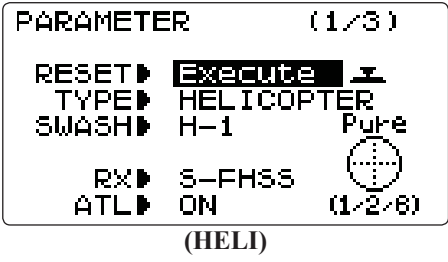 PARAMETER (1/3)
RESET▶ Execute
TYPE▶ HELICOPTER
SWASH▶ H-1 Pure
RX▶ S-FHSS
ATL▶ ON (1/2/6)
(HELI)